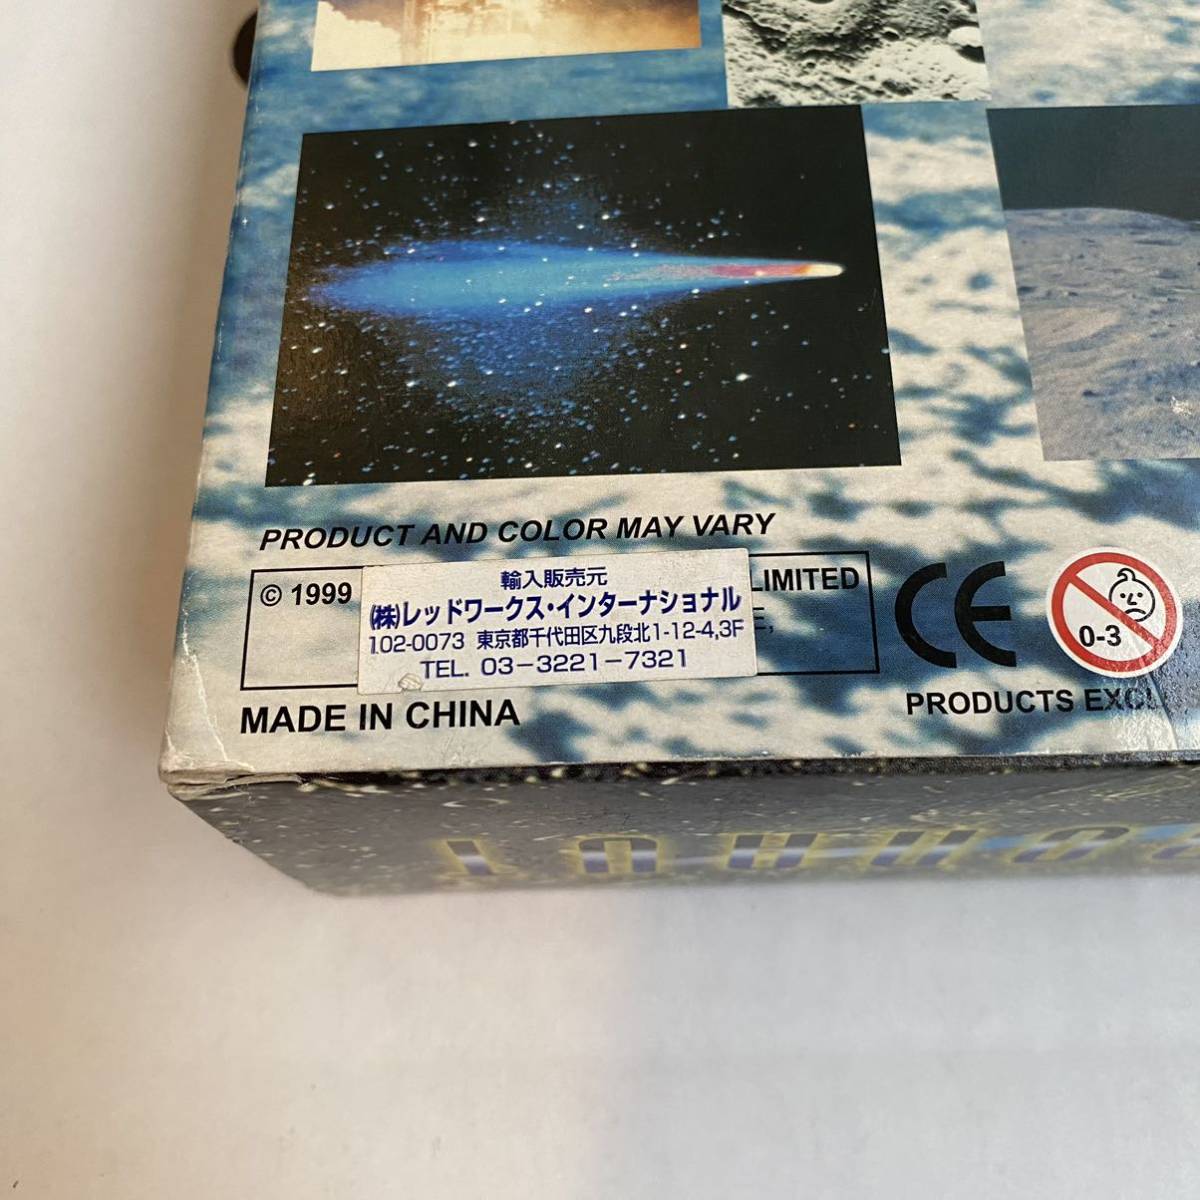 PRODUCT AND COLOR MAY VARY
© 1999
LIMITED
輸入販売元
㈱レッドワークス・インターナショナル
102-0073 東京都千代田区九段北1-12-4,3F
TEL. 03-3221-7321
CE
0-3
MADE IN CHINA
PRODUCTS